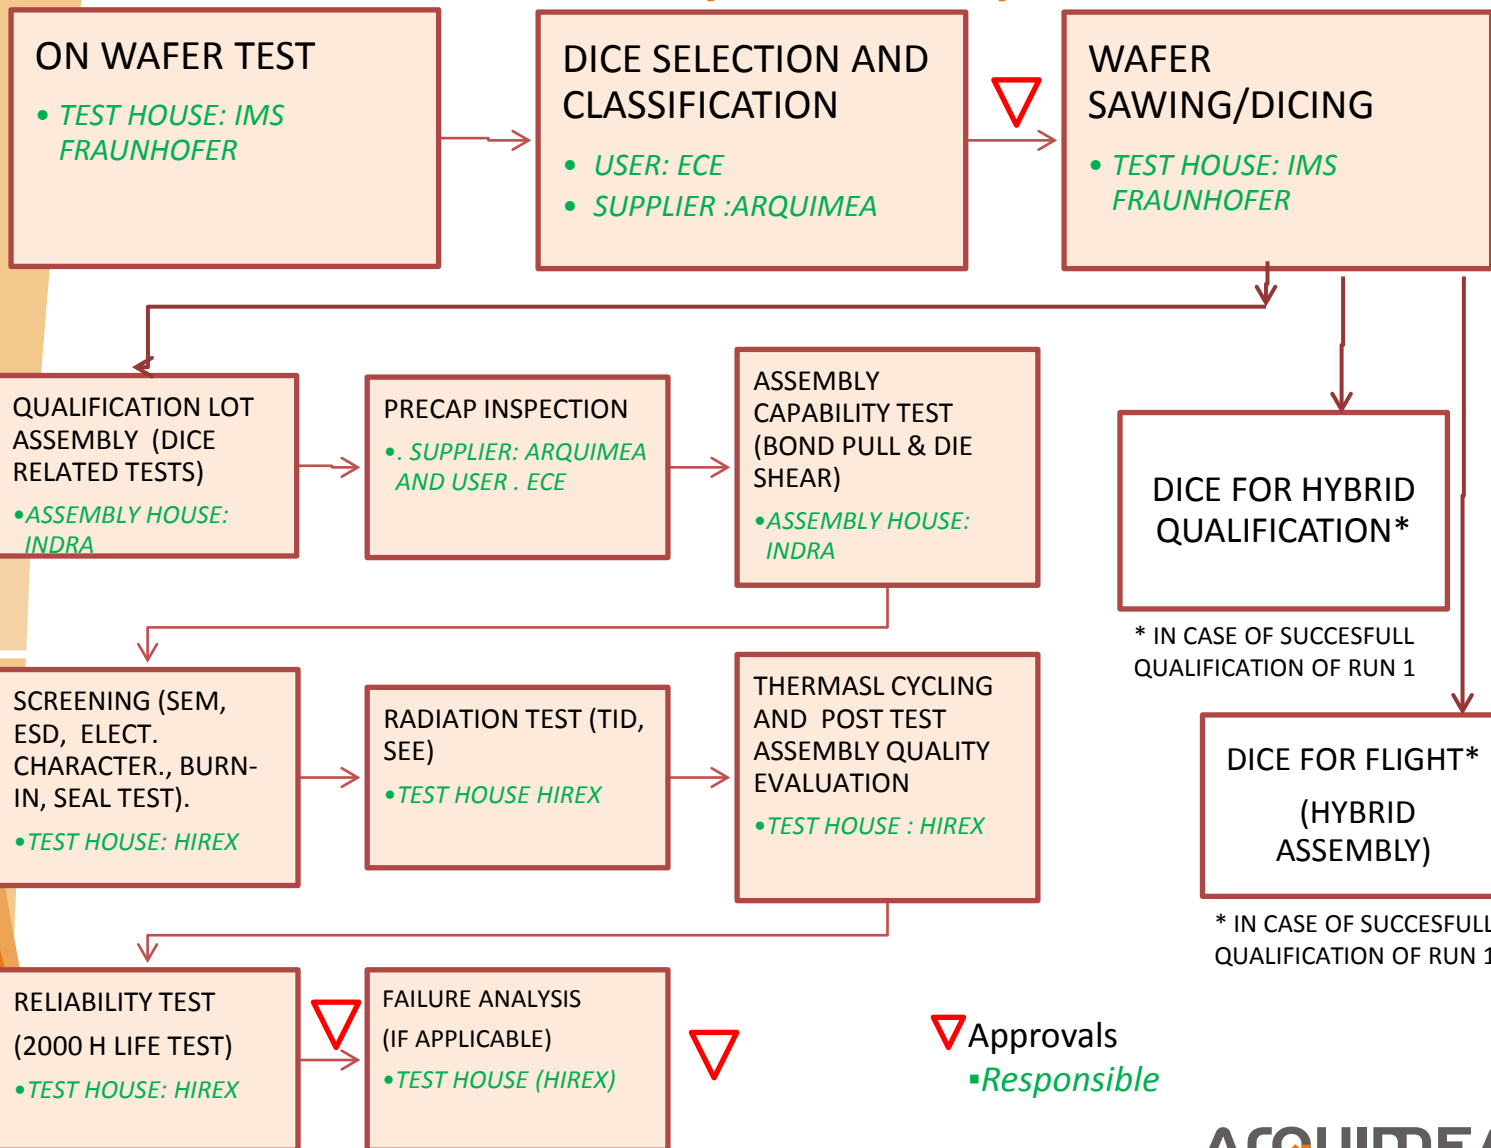 ON WAFER TEST
• TEST HOUSE: IMS
FRAUNHOFER
DICE SELECTION AND
CLASSIFICATION
• USER: ECE
• SUPPLIER :ARQUIMEA
WAFER
SAWING/DICING
• TEST HOUSE: IMS
FRAUNHOFER
QUALIFICATION LOT
ASSEMBLY (DICE
RELATED TESTS)
•ASSEMBLY HOUSE:
INDRA
PRECAP INSPECTION
•. SUPPLIER: ARQUIMEA
AND USER . ECE
ASSEMBLY
CAPABILITY TEST
(BOND PULL & DIE
SHEAR)
•ASSEMBLY HOUSE:
INDRA
DICE FOR HYBRID
QUALIFICATION*
* IN CASE OF SUCCESFULL
QUALIFICATION OF RUN 1
SCREENING (SEM,
ESD, ELECT.
CHARACTER., BURN-
IN, SEAL TEST).
•TEST HOUSE: HIREX
RADIATION TEST (TID,
SEE)
•TEST HOUSE HIREX
THERMASL CYCLING
AND POST TEST
ASSEMBLY QUALITY
EVALUATION
•TEST HOUSE : HIREX
DICE FOR FLIGHT*
(HYBRID
ASSEMBLY)
* IN CASE OF SUCCESFULL
QUALIFICATION OF RUN 1
RELIABILITY TEST
(2000 H LIFE TEST)
•TEST HOUSE: HIREX
FAILURE ANALYSIS
(IF APPLICABLE)
•TEST HOUSE (HIREX)
Approvals
▪Responsible
ARQUIMEA